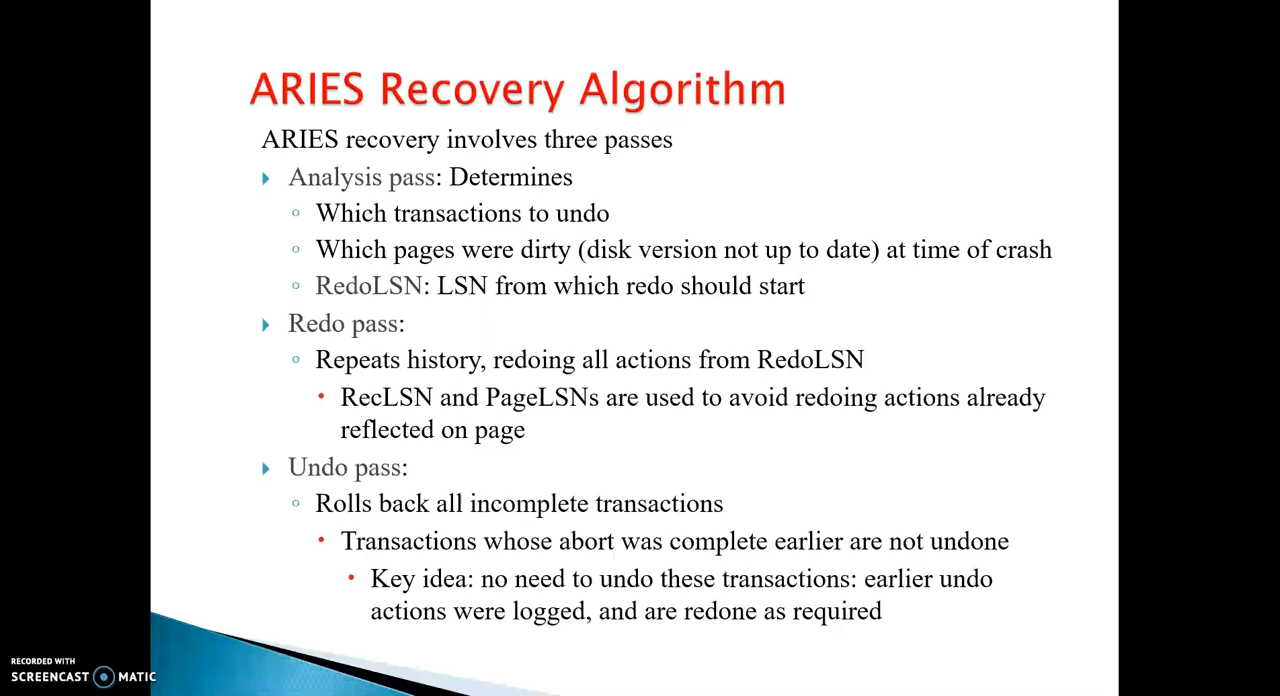 ARIES Recovery Algorithm
ARIES recovery involves three passes
Analysis pass: Determines
Which transactions to undo
Which pages were dirty (disk version not up to date) at time of crash
RedoLSN: LSN from which redo should start
Redo pass:
Repeats history, redoing all actions from RedoLSN
RecLSN and PageLSNs are used to avoid redoing actions already
reflected on page
Undo pass:
Rolls back all incomplete transactions
Transactions whose abort was complete earlier are not undone
Key idea: no need to undo these transactions: earlier undo
actions were logged, and are redone as required
RECORDED WITH
SCREENCAST MATIC